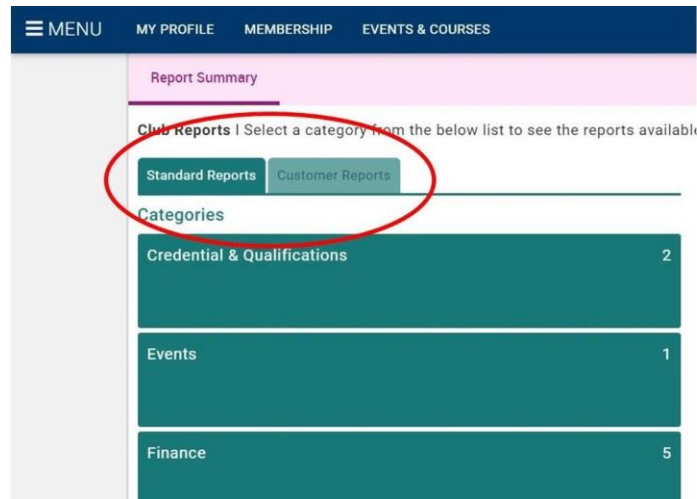 MENU MY PROFILE MEMBERSHIP EVENTS & COURSES
Report Summary
Club Reports I Select a category from the below list to see the reports available
Standard Reports Customer Reports
Categories
Credential & Qualifications 2
Events 1
Finance 5